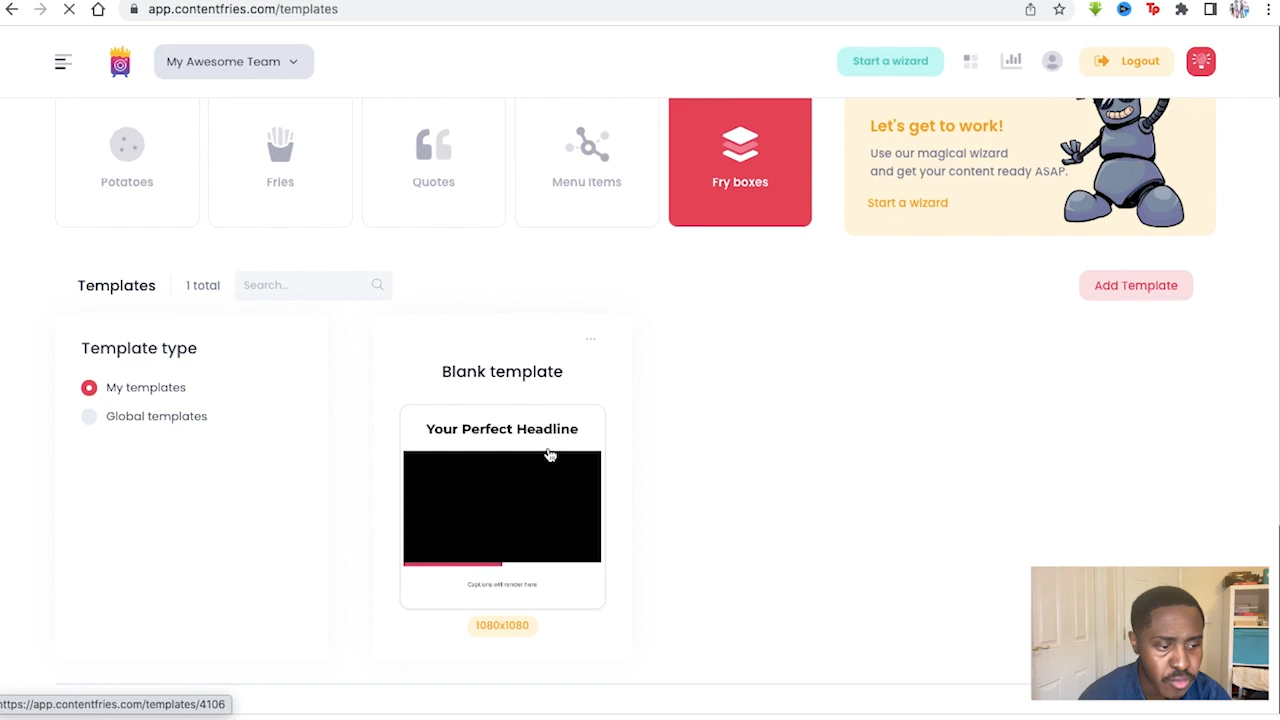 app.contentfries.com/templates
Tp
My Awesome Team
Start a wizard
Logout
Potatoes
Fries
Quotes
Menu Items
Fry boxes
Let's get to work!
Use our magical wizard
and get your content ready ASAP.
Start a wizard
Templates
1 total
Search...
Add Template
Template type
My templates
Global templates
...
Blank template
Your Perfect Headline
Captions will render here
1080x1080
https://app.contentfries.com/templates/4106